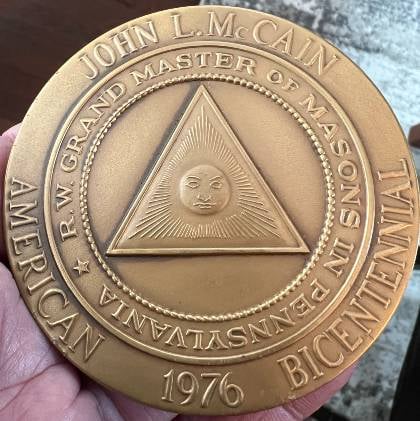 JOHN L. McCAIN
R. W. GRAND MASTER OF MASONS IN PENNSYLVANIA
AMERICAN BICENTENNIAL
1976